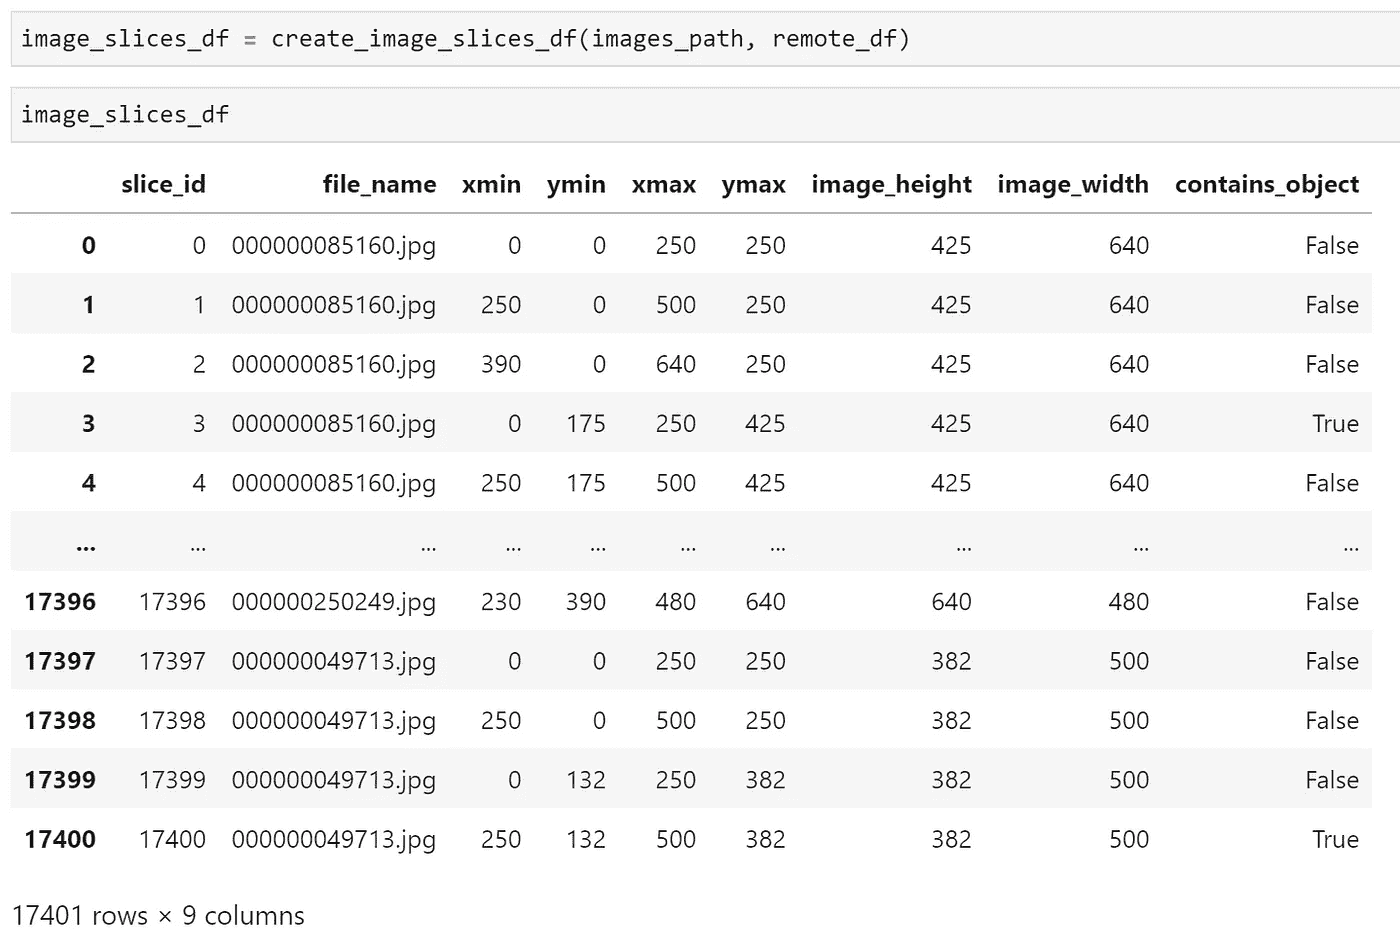 image_slices_df = create_image_slices_df(images_path, remote_df)
image_slices_df
slice_id file_name xmin ymin xmax ymax image_height image_width contains_object
0 0 000000085160.jpg 0 0 250 250 425 640 False
1 1 000000085160.jpg 250 0 500 250 425 640 False
2 2 000000085160.jpg 390 0 640 250 425 640 False
3 3 000000085160.jpg 0 175 250 425 425 640 True
4 4 000000085160.jpg 250 175 500 425 425 640 False
... ... ... ... ... ... ... ... ... ...
17396 17396 000000250249.jpg 230 390 480 640 640 480 False
17397 17397 000000049713.jpg 0 0 250 250 382 500 False
17398 17398 000000049713.jpg 250 0 500 250 382 500 False
17399 17399 000000049713.jpg 0 132 250 382 382 500 False
17400 17400 000000049713.jpg 250 132 500 382 382 500 True
17401 rows × 9 columns